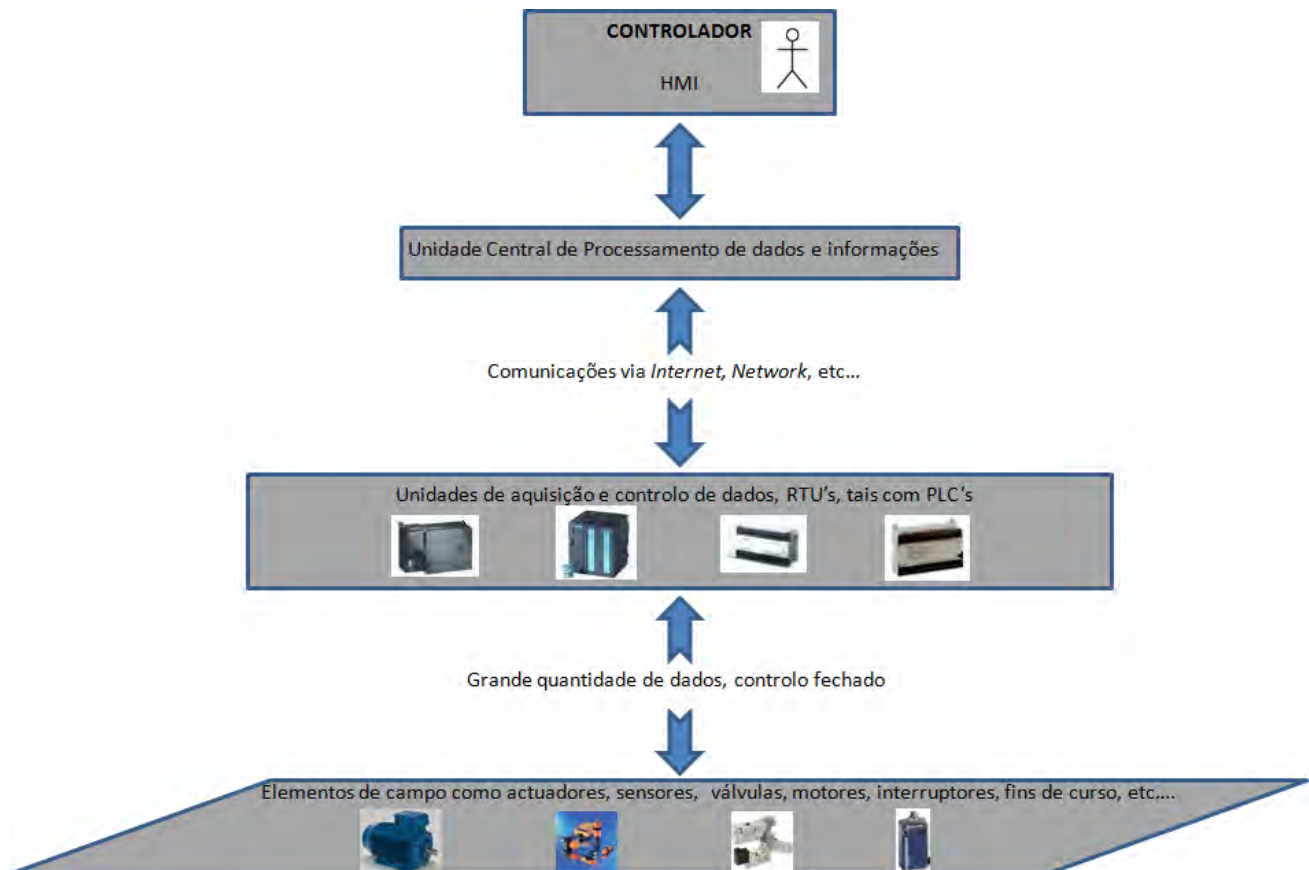 CONTROLADOR
HMI
Unidade Central de Processamento de dados e informações
Comunicações via Internet, Network, etc...
Unidades de aquisição e controlo de dados, RTU's, tais com PLC's
Grande quantidade de dados, controlo fechado
Elementos de campo como actuadores, sensores, válvulas, motores, interruptores, fins de curso, etc....